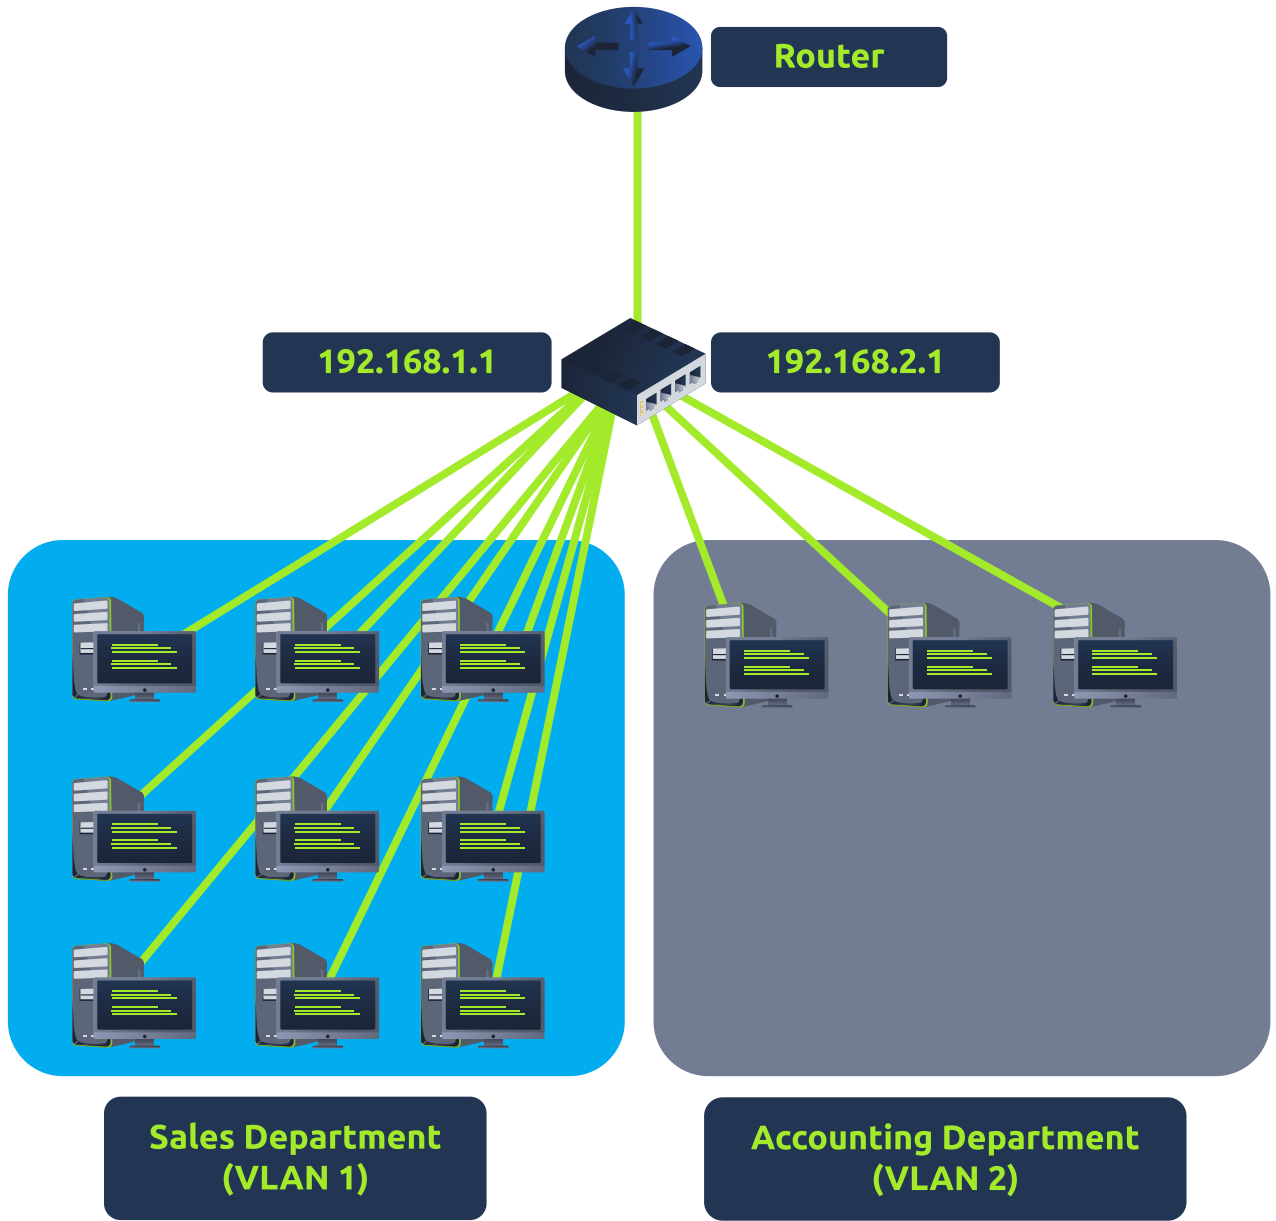 Router
192.168.1.1
192.168.2.1
Sales Department
(VLAN 1)
Accounting Department
(VLAN 2)